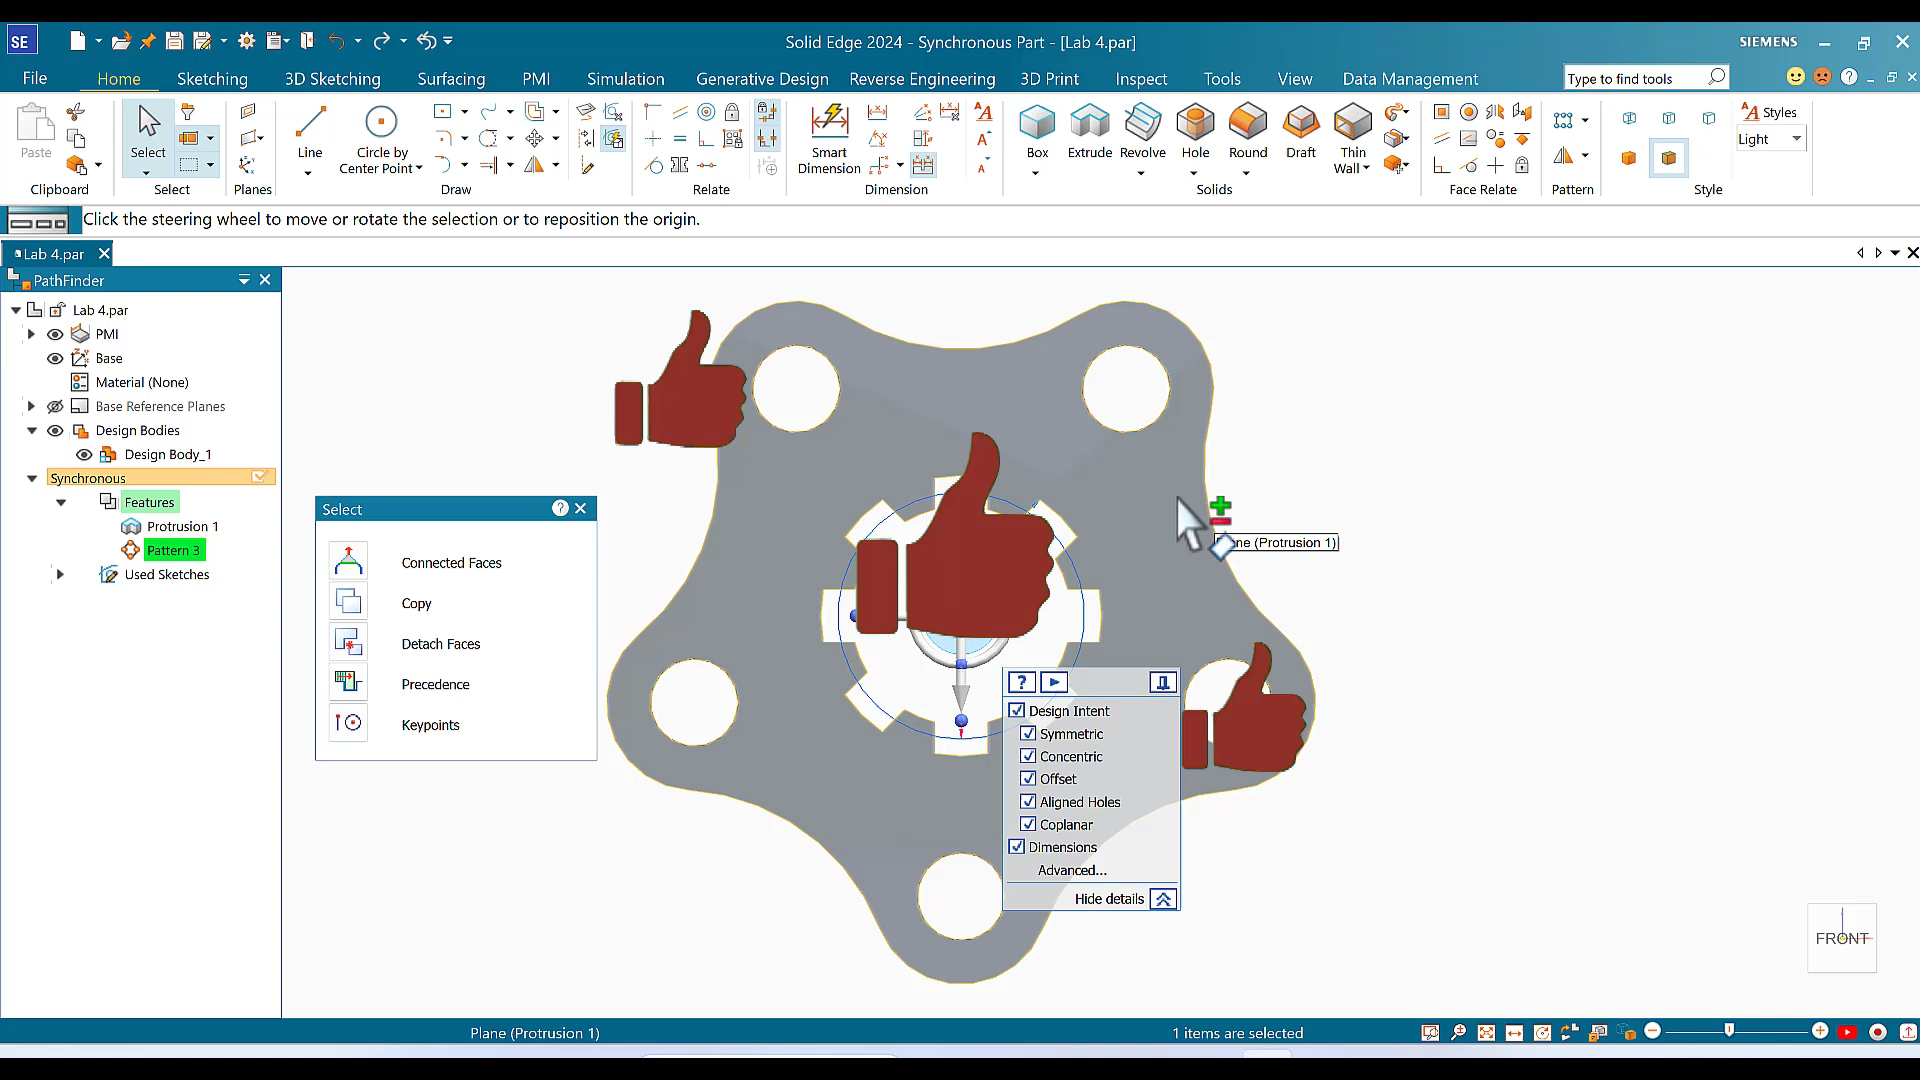 SE
Solid Edge 2024 - Synchronous Part - [Lab 4.par]
SIEMENS
File
Home
Sketching
3D Sketching
Surfacing
PMI
Simulation
Generative Design
Reverse Engineering
3D Print
Inspect
Tools
View
Data Management
Type to find tools
Paste
Select
Line
Circle by
Center Point
Smart
Dimension
Box
Extrude
Revolve
Hole
Round
Draft
Thin
Wall
Styles
Light
Clipboard
Select
Planes
Draw
Relate
Dimension
Solids
Face Relate
Pattern
Style
Click the steering wheel to move or rotate the selection or to reposition the origin.
Lab 4.par
PathFinder
Lab 4.par
PMI
Base
Material (None)
Base Reference Planes
Design Bodies
Design Body_1
Synchronous
Features
Protrusion 1
Pattern 3
Used Sketches
Select
Connected Faces
Copy
Detach Faces
Precedence
Keypoints
ne (Protrusion 1)
Design Intent
Symmetric
Concentric
Offset
Aligned Holes
Coplanar
Dimensions
Advanced...
Hide details
FRONT
Plane (Protrusion 1)
1 items are selected